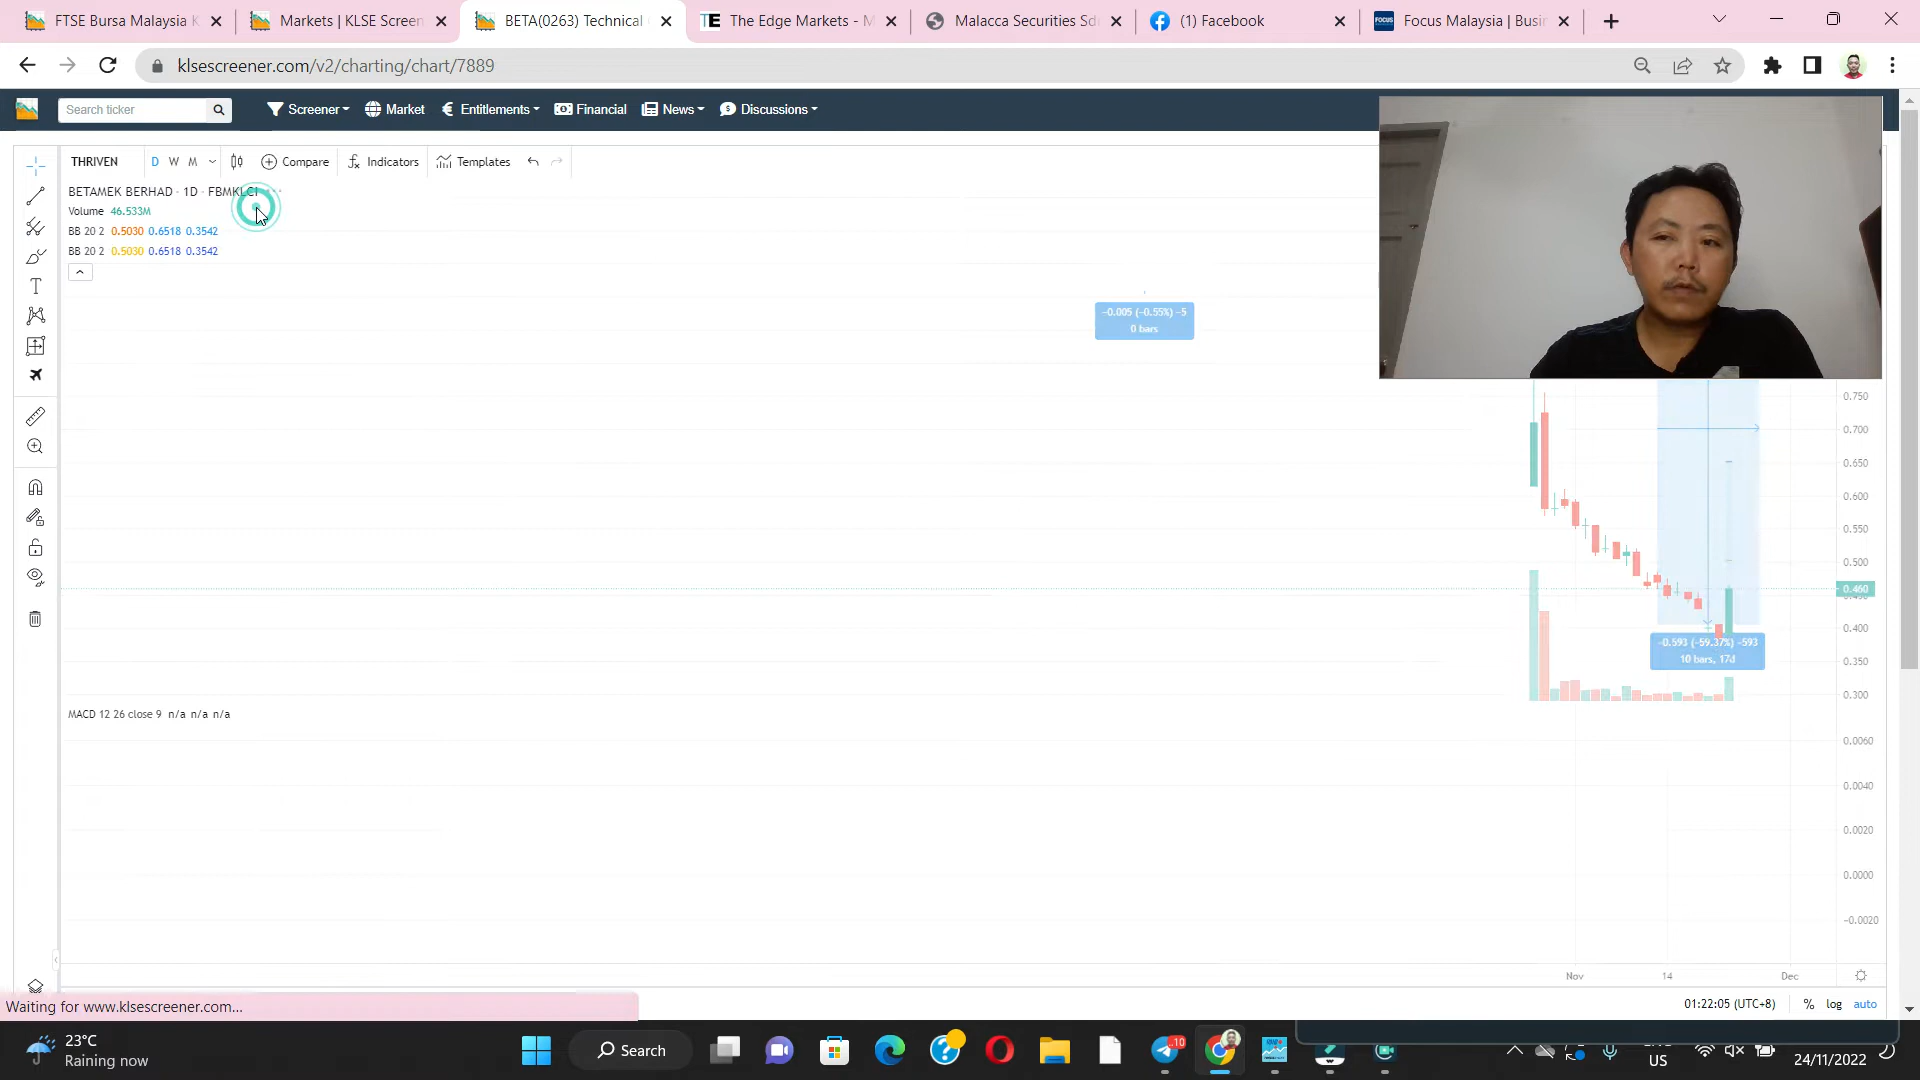 FTSE Bursa Malaysia K
Markets | KLSE Screen
BETA(0263) Technical
The Edge Markets - M
Malacca Securities Sd
(1) Facebook
Focus Malaysia | Busi
klsescreener.com/v2/charting/chart/7889
Search ticker
Screener
Market
Entitlements
Financial
News
Discussions
THRIVEN
D W M
Compare
Indicators
Templates
BETAMEK BERHAD · 1D · FBMKLCI
Volume 46.533M
BB 20 2 0.5030 0.6518 0.3542
BB 20 2 0.5030 0.6518 0.3542
-0.005 (-0.55%) -5
0 bars
0.750
0.700
0.650
0.600
0.550
0.500
0.460
0.400
0.350
0.300
-0.593 (-59.37%) -593
10 bars, 17d
MACD 12 26 close 9 n/a n/a n/a
0.0060
0.0040
0.0020
0.0000
-0.0020
Nov 14 Dec
Waiting for www.klsescreener.com...
01:22:05 (UTC+8) % log auto
23°C
Raining now
Search
10
US
24/11/2022